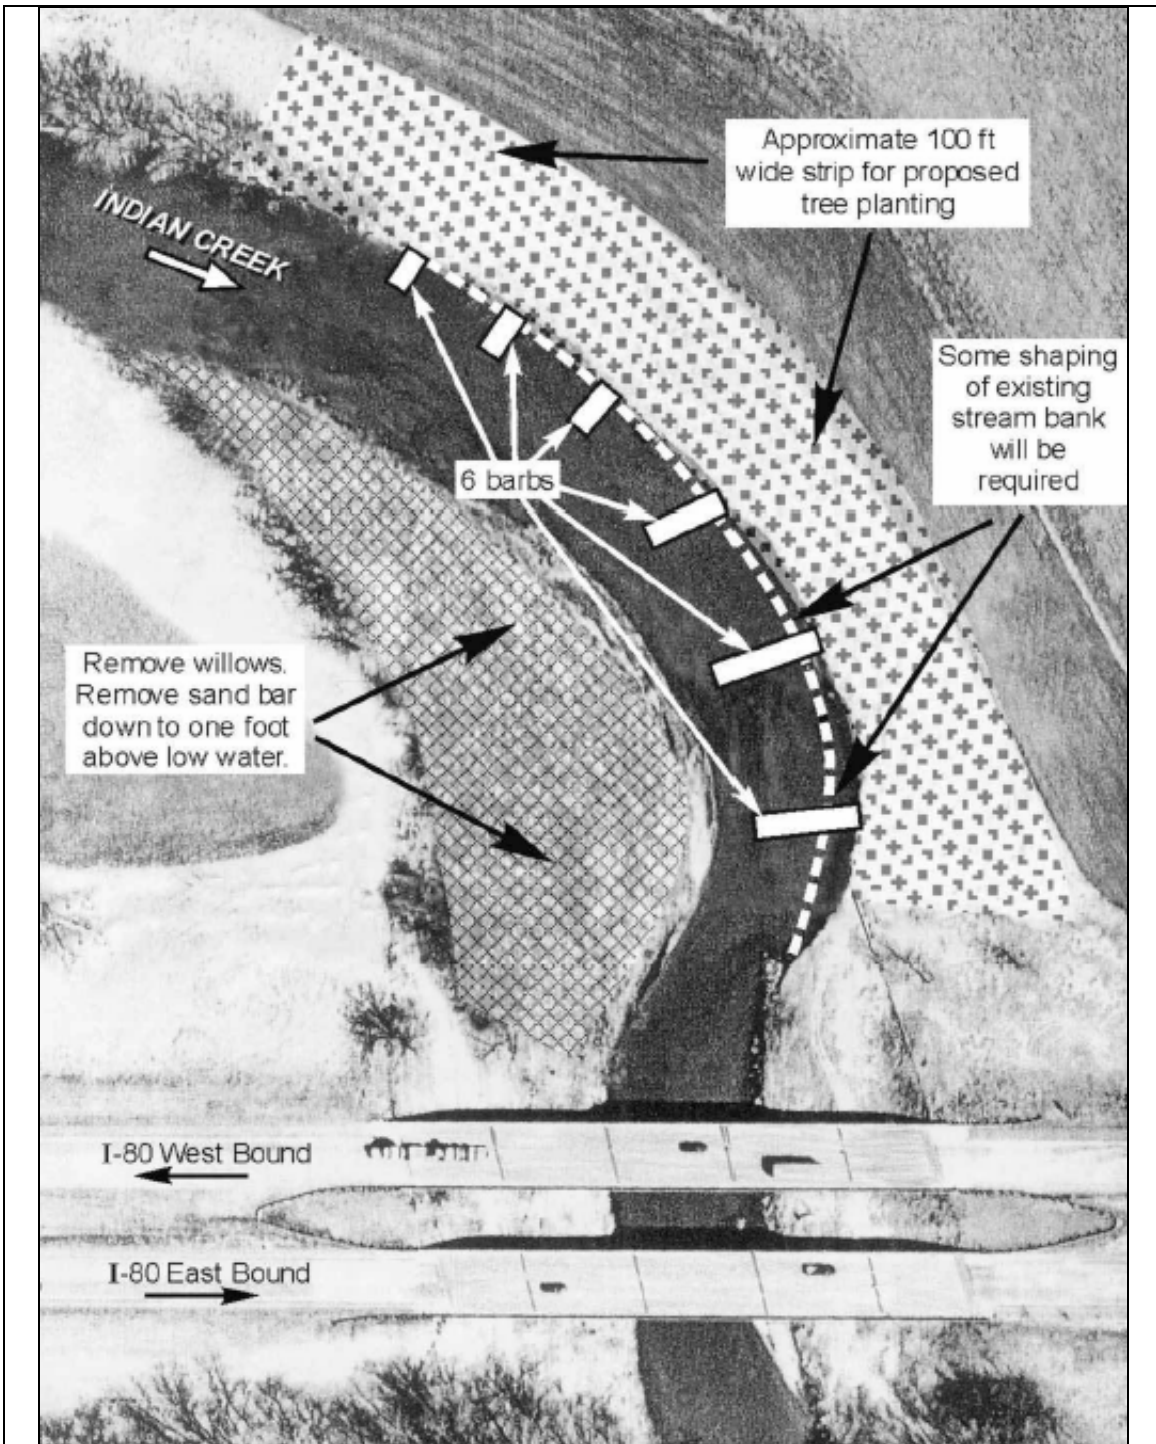 Approximate 100 ft
wide strip for proposed
tree planting
INDIAN CREEK
Some shaping
of existing
stream bank
will be
required
6 barbs
Remove willows.
Remove sand bar
down to one foot
above low water.
I-80 West Bound
I-80 East Bound